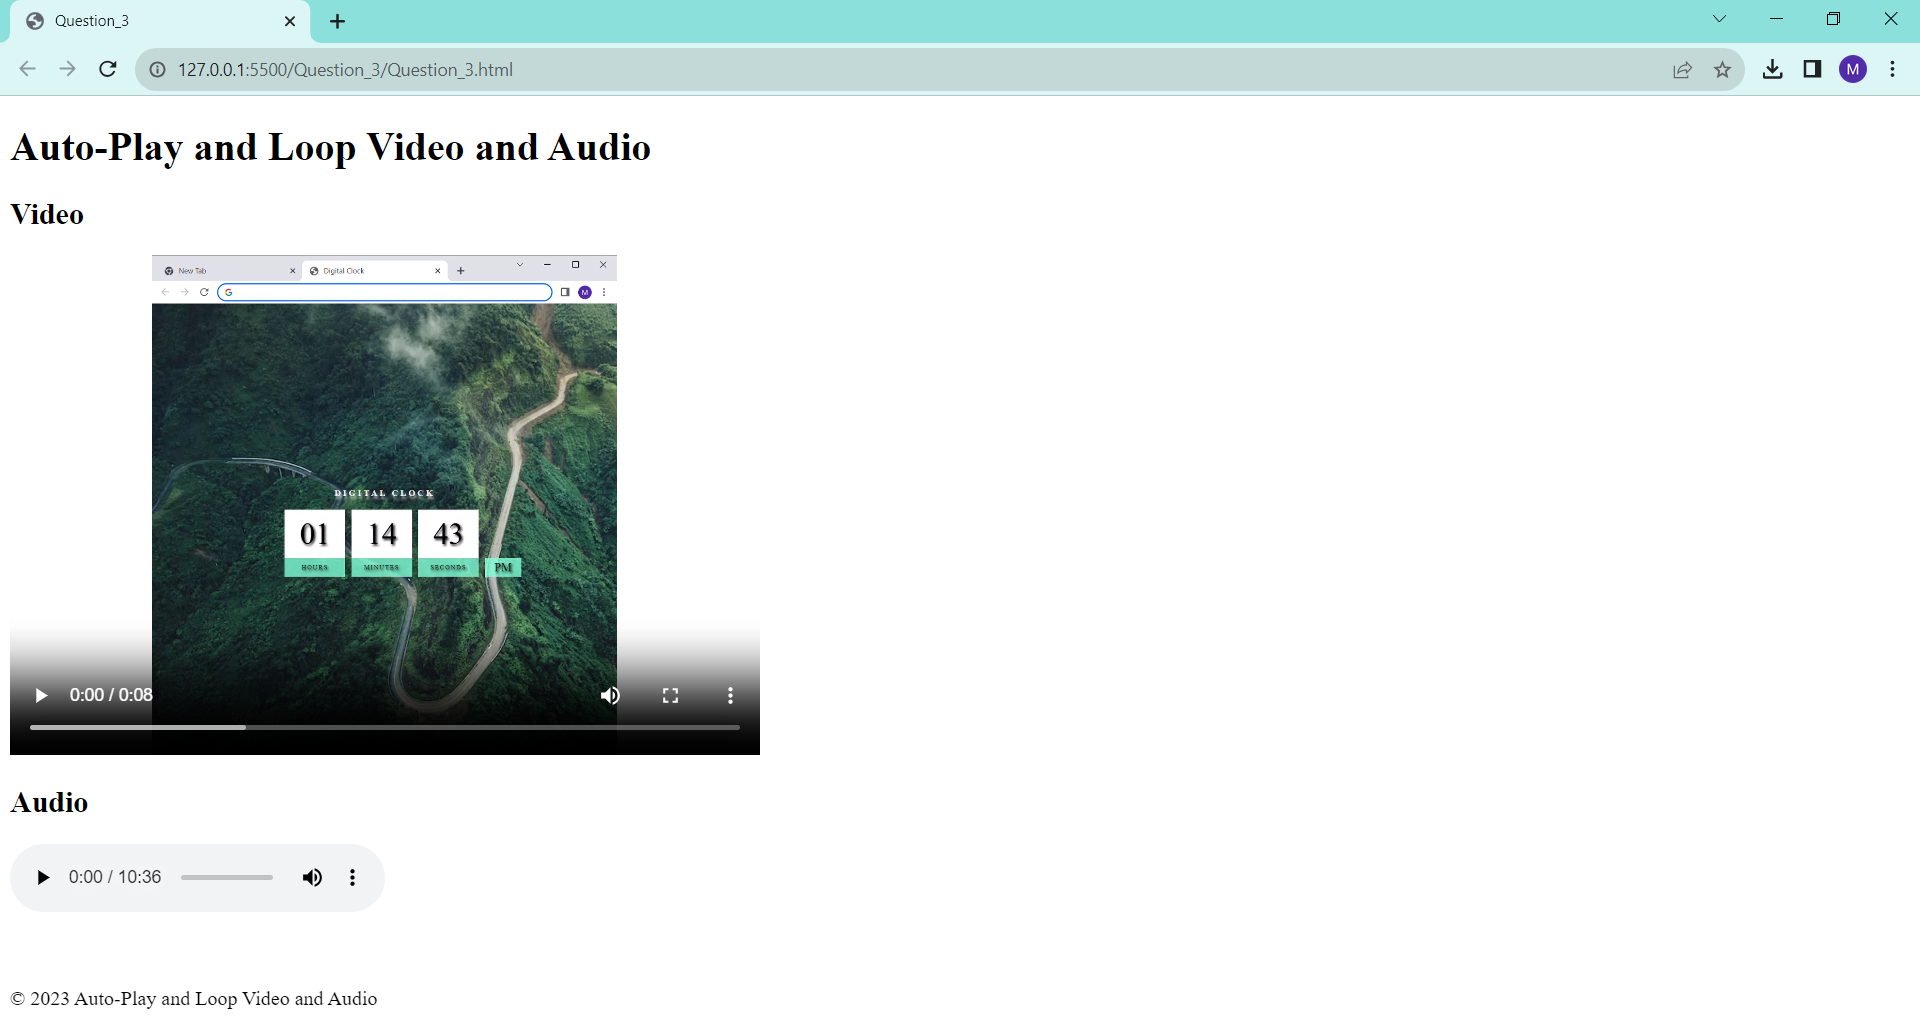 Question_3
127.0.0.1:5500/Question_3/Question_3.html
M
Auto-Play and Loop Video and Audio
Video
New Tab
Digital Clock
G
M
DIGITAL CLOCK
01 14 43
HOURS MINUTES SECONDS PM
0:00 / 0:08
Audio
0:00 / 10:36
© 2023 Auto-Play and Loop Video and Audio